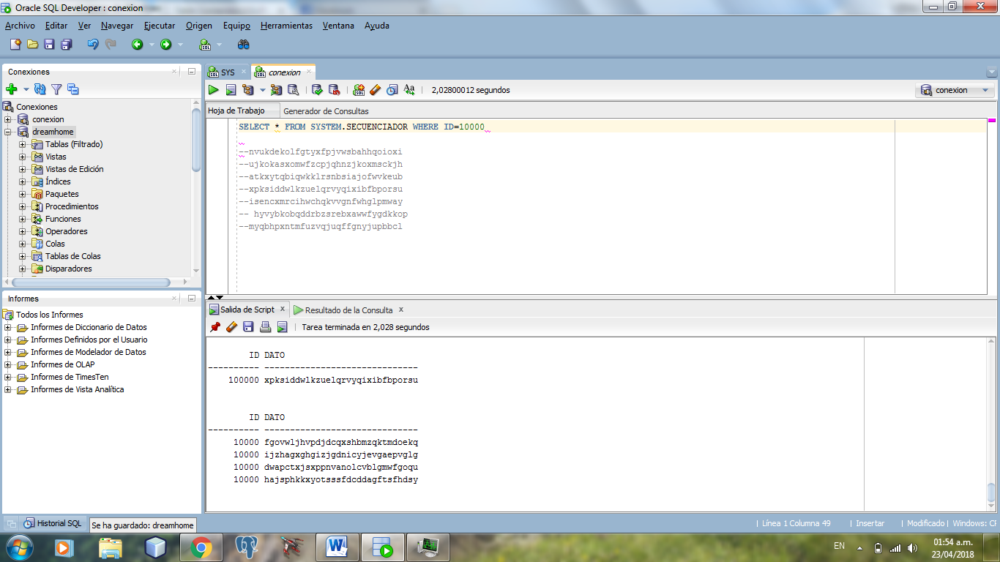 Oracle SQL Developer : conexion
Archivo Editar Ver Navegar Ejecutar Origen Equipo Herramientas Ventana Ayuda
Conexiones
Conexiones
conexion
dreamhome
Tablas (Filtrado)
Vistas
Vistas de Edición
Índices
Paquetes
Procedimientos
Funciones
Operadores
Colas
Tablas de Colas
Disparadores
Informes
Todos los Informes
Informes de Diccionario de Datos
Informes Definidos por el Usuario
Informes de Modelador de Datos
Informes de OLAP
Informes de TimesTen
Informes de Vista Analítica
SYS conexion
2,02800012 segundos conexion
Hoja de Trabajo Generador de Consultas
SELECT * FROM SYSTEM.SECUENCIADOR WHERE ID=10000
--nvukdekolfgtyxfpjvwsbahhqoioxi
--ujkokasxomwfzcpjqhnzjkoxmsckjh
--atkxytqbiqwkklrsnbsiajofwvkeub
--xpksiddwlkzuelqrvyqixibfbporsu
--isencxmrcihwchqkvvgnfwhglpmway
-- hyvybkobqddrbzsrebxawwfygdkkop
--myqbhpxntmfuzvqjuqffgnyjupbbcl
Salida de Script Resultado de la Consulta
Tarea terminada en 2,028 segundos
ID DATO
---------- ------------------------------
100000 xpksiddwlkzuelqrvyqixibfbporsu
ID DATO
---------- ------------------------------
10000 fgovwljhvpdjdcqxshbmzqktmdoekq
10000 ijzhagxghgizjgdnicyjevgaepvglg
10000 dwapctxjsxppnvanolcvblgmwfgoqu
10000 hajsphkkxyotsssfdcddagftsfhdsy
Historial SQL Se ha guardado: dreamhome
Línea 1 Columna 49 Insertar Modificado Windows: CF
EN 01:54 a.m.
23/04/2018